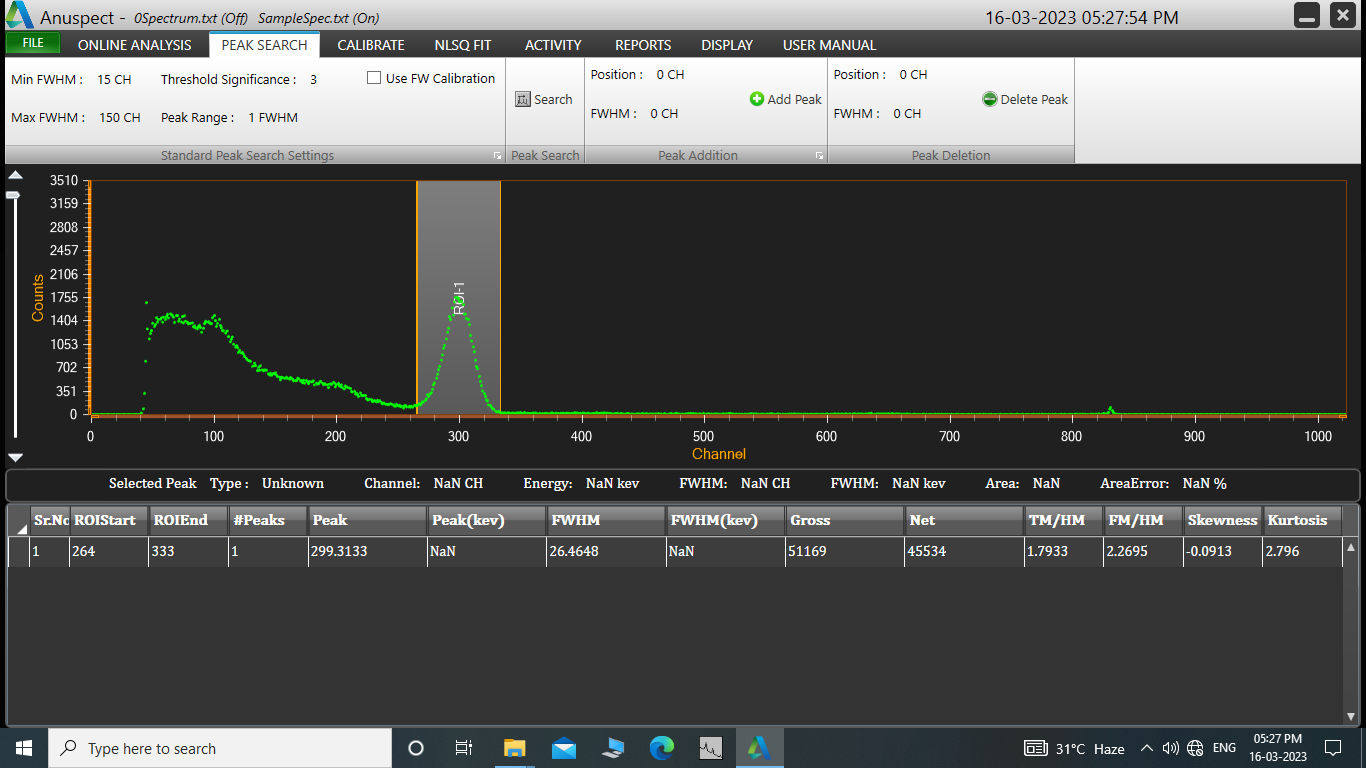 Anuspect - 0Spectrum.txt (Off) SampleSpec.txt (On) 16-03-2023 05:27:54 PM
FILE ONLINE ANALYSIS PEAK SEARCH CALIBRATE NLSQ FIT ACTIVITY REPORTS DISPLAY USER MANUAL
Min FWHM : 15 CH Threshold Significance : 3 Use FW Calibration
Max FWHM : 150 CH Peak Range : 1 FWHM
Standard Peak Search Settings
Search
Peak Search
Position : 0 CH
Add Peak
FWHM : 0 CH
Peak Addition
Position : 0 CH
Delete Peak
FWHM : 0 CH
Peak Deletion
3510
3159
2808
2457
2106
1755
1404
1053
702
351
0
Counts
ROI-1
0 100 200 300 400 500 600 700 800 900 1000
Channel
Selected Peak Type : Unknown Channel: NaN CH Energy: NaN kev FWHM: NaN CH FWHM: NaN kev Area: NaN AreaError: NaN %
Sr.No ROIStart ROIEnd #Peaks Peak Peak(kev) FWHM FWHM(kev) Gross Net TM/HM FM/HM Skewness Kurtosis
1 264 333 1 299.3133 NaN 26.4648 NaN 51169 45534 1.7933 2.2695 -0.0913 2.796
Type here to search
31°C Haze
ENG
05:27 PM
16-03-2023